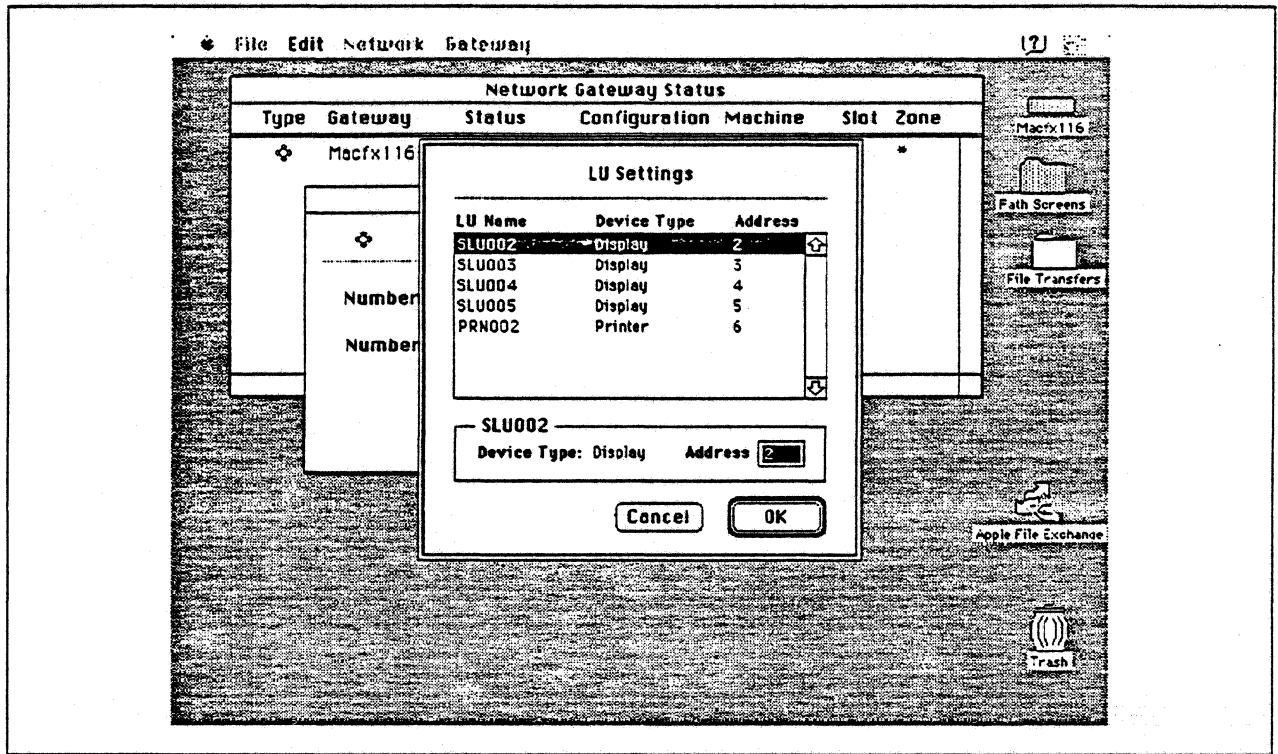 File Edit Network Gateway
Network Gateway Status
Type Gateway Status Configuration Machine Slot Zone
Macfx116 *
Number
Number
LU Settings
LU Name Device Type Address
SLU002 Display 2
SLU003 Display 3
SLU004 Display 4
SLU005 Display 5
PRN002 Printer 6
SLU002
Device Type: Display Address 2
Cancel OK
Macfx116
Fath Screens
File Transfers
Apple File Exchange
Trash